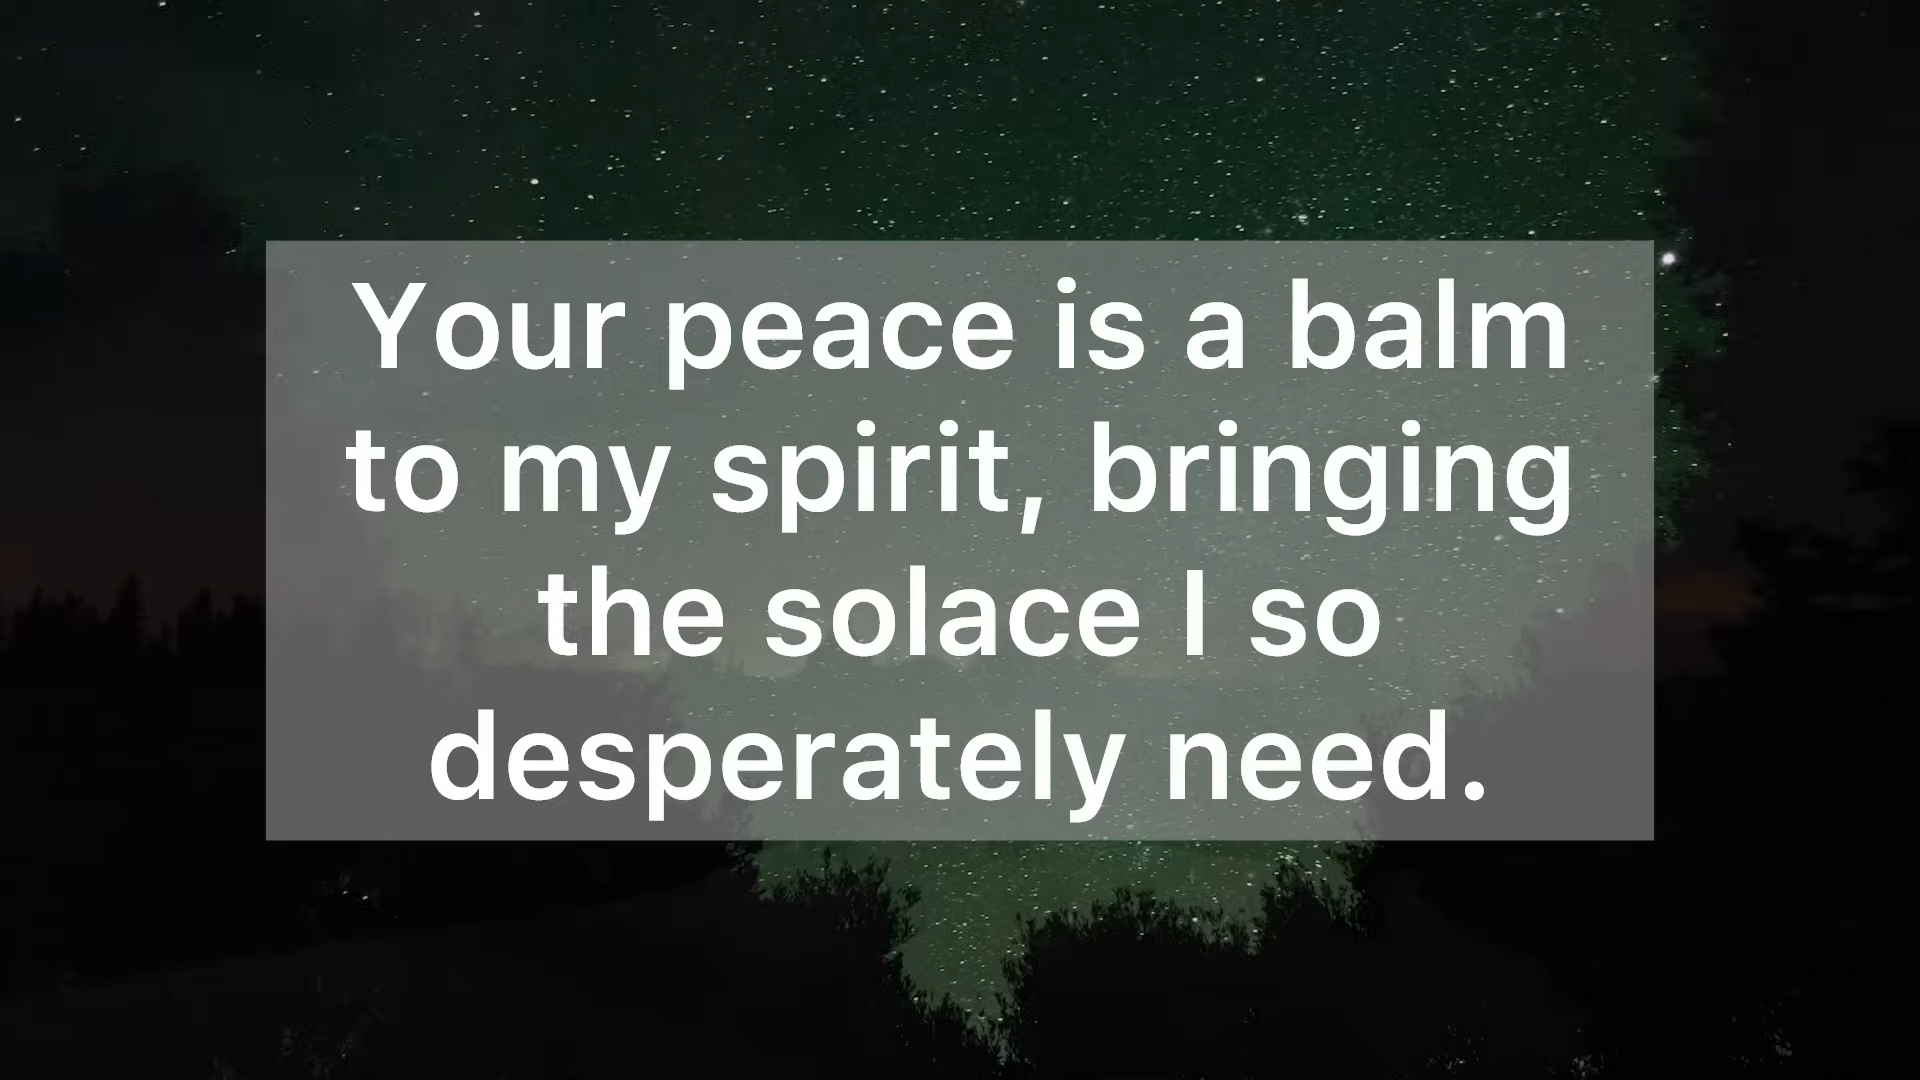 Your peace is a balm
to my spirit, bringing
the solace I so
desperately need.